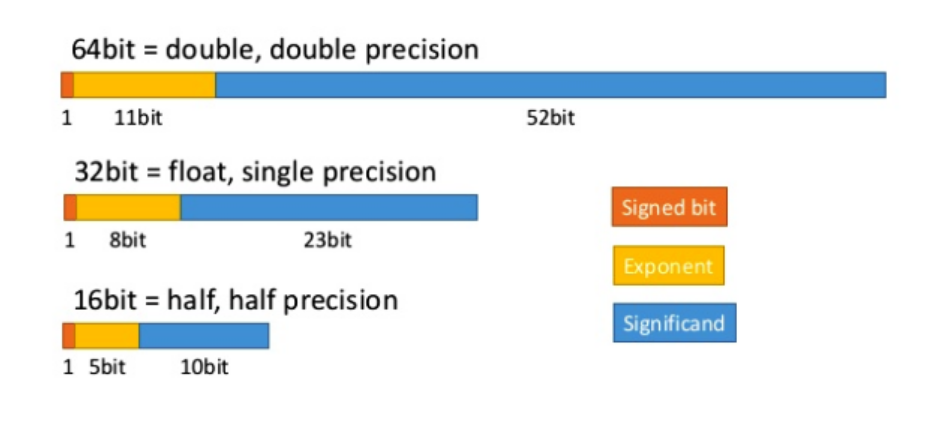 64bit = double, double precision
1 11bit 52bit
32bit = float, single precision
1 8bit 23bit
16bit = half, half precision
1 5bit 10bit
Signed bit
Exponent
Significand